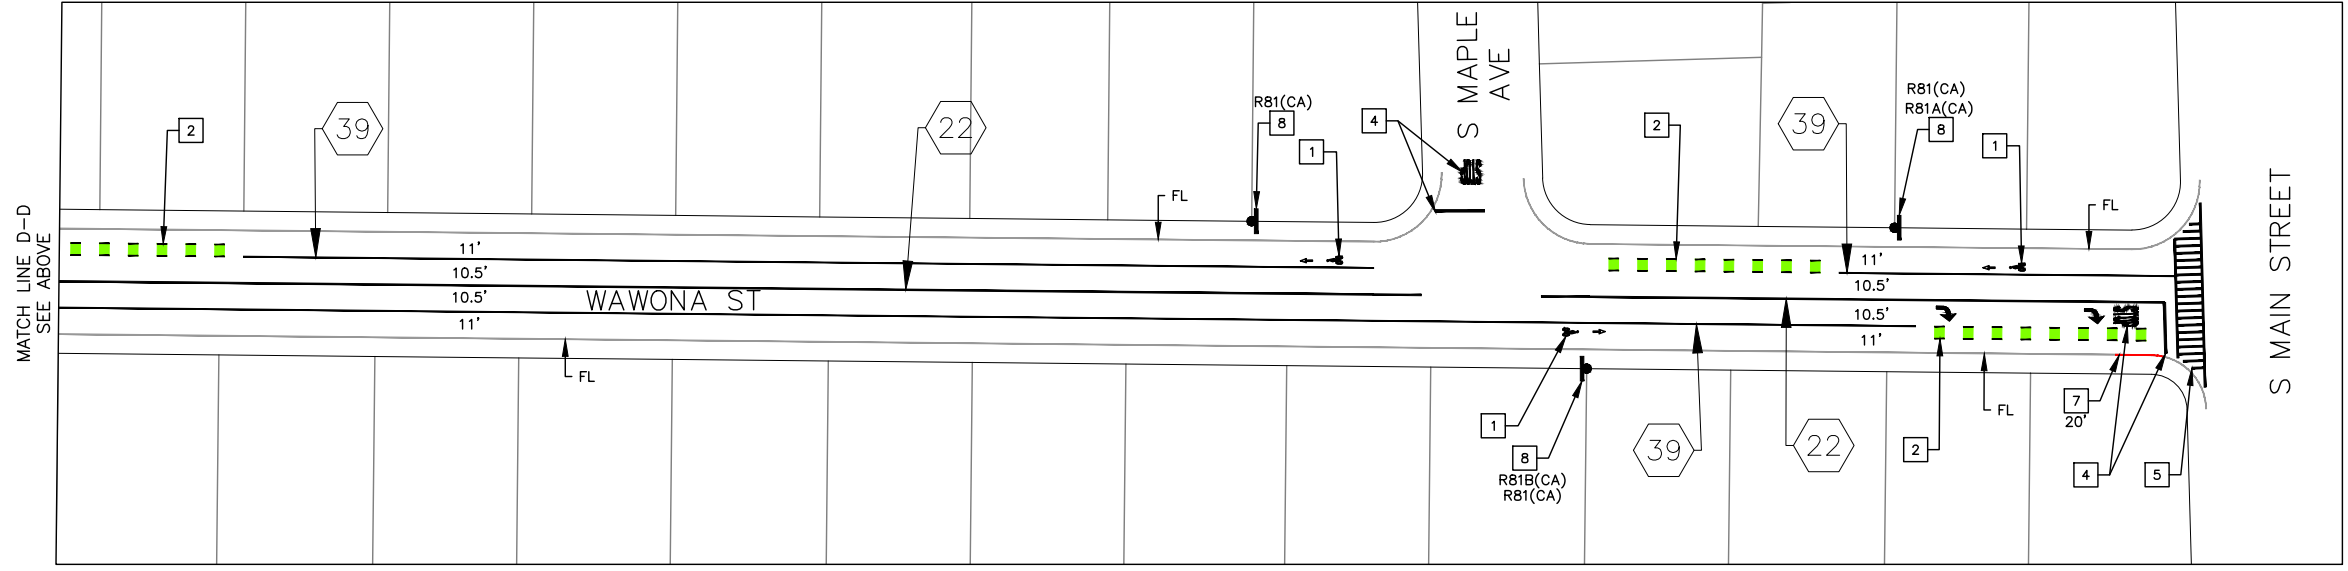 MATCH LINE D-D
SEE ABOVE
2
39
22
R81(CA)
8
1
4
S MAPLE
AVE
2
39
R81(CA)
R81A(CA)
8
1
FL
FL
11'
10.5'
10.5'
11'
WAWONA ST
11'
10.5'
10.5'
11'
S MAIN STREET
FL
FL
1
8
R81B(CA)
R81(CA)
39
22
2
7
20'
4
5